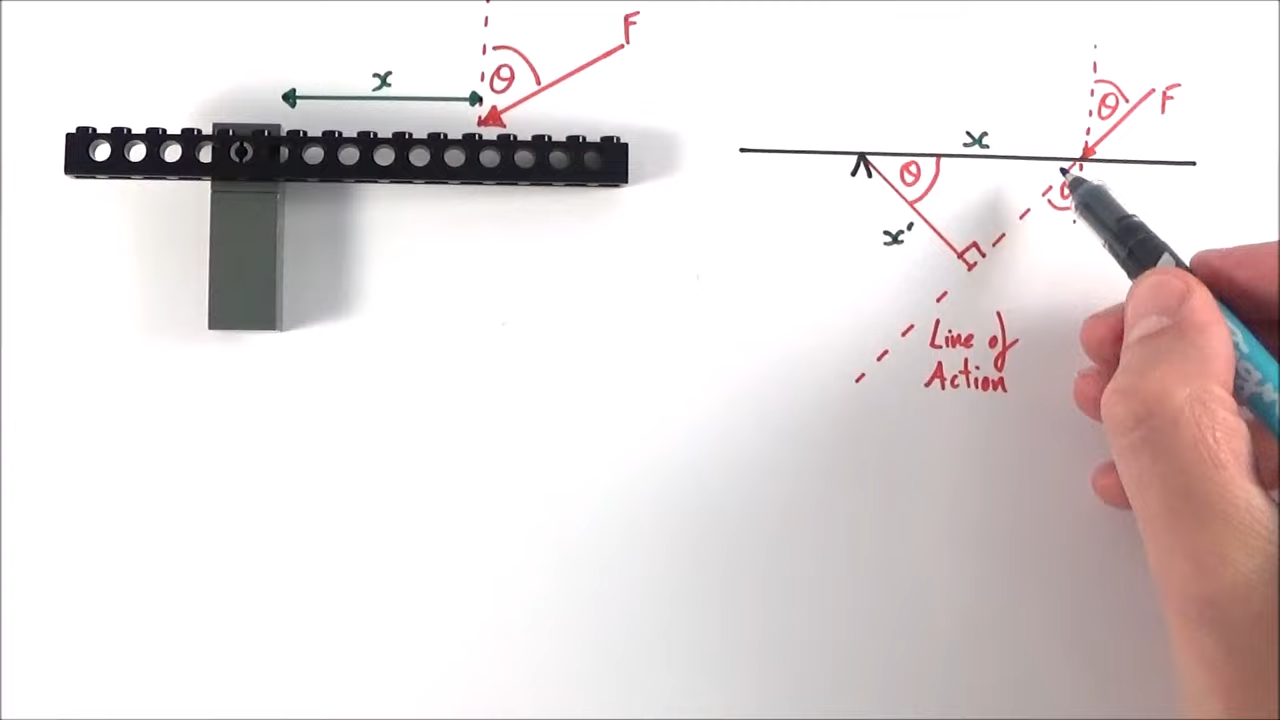 x
θ
F
x
θ
F
θ
x'
Line of
Action